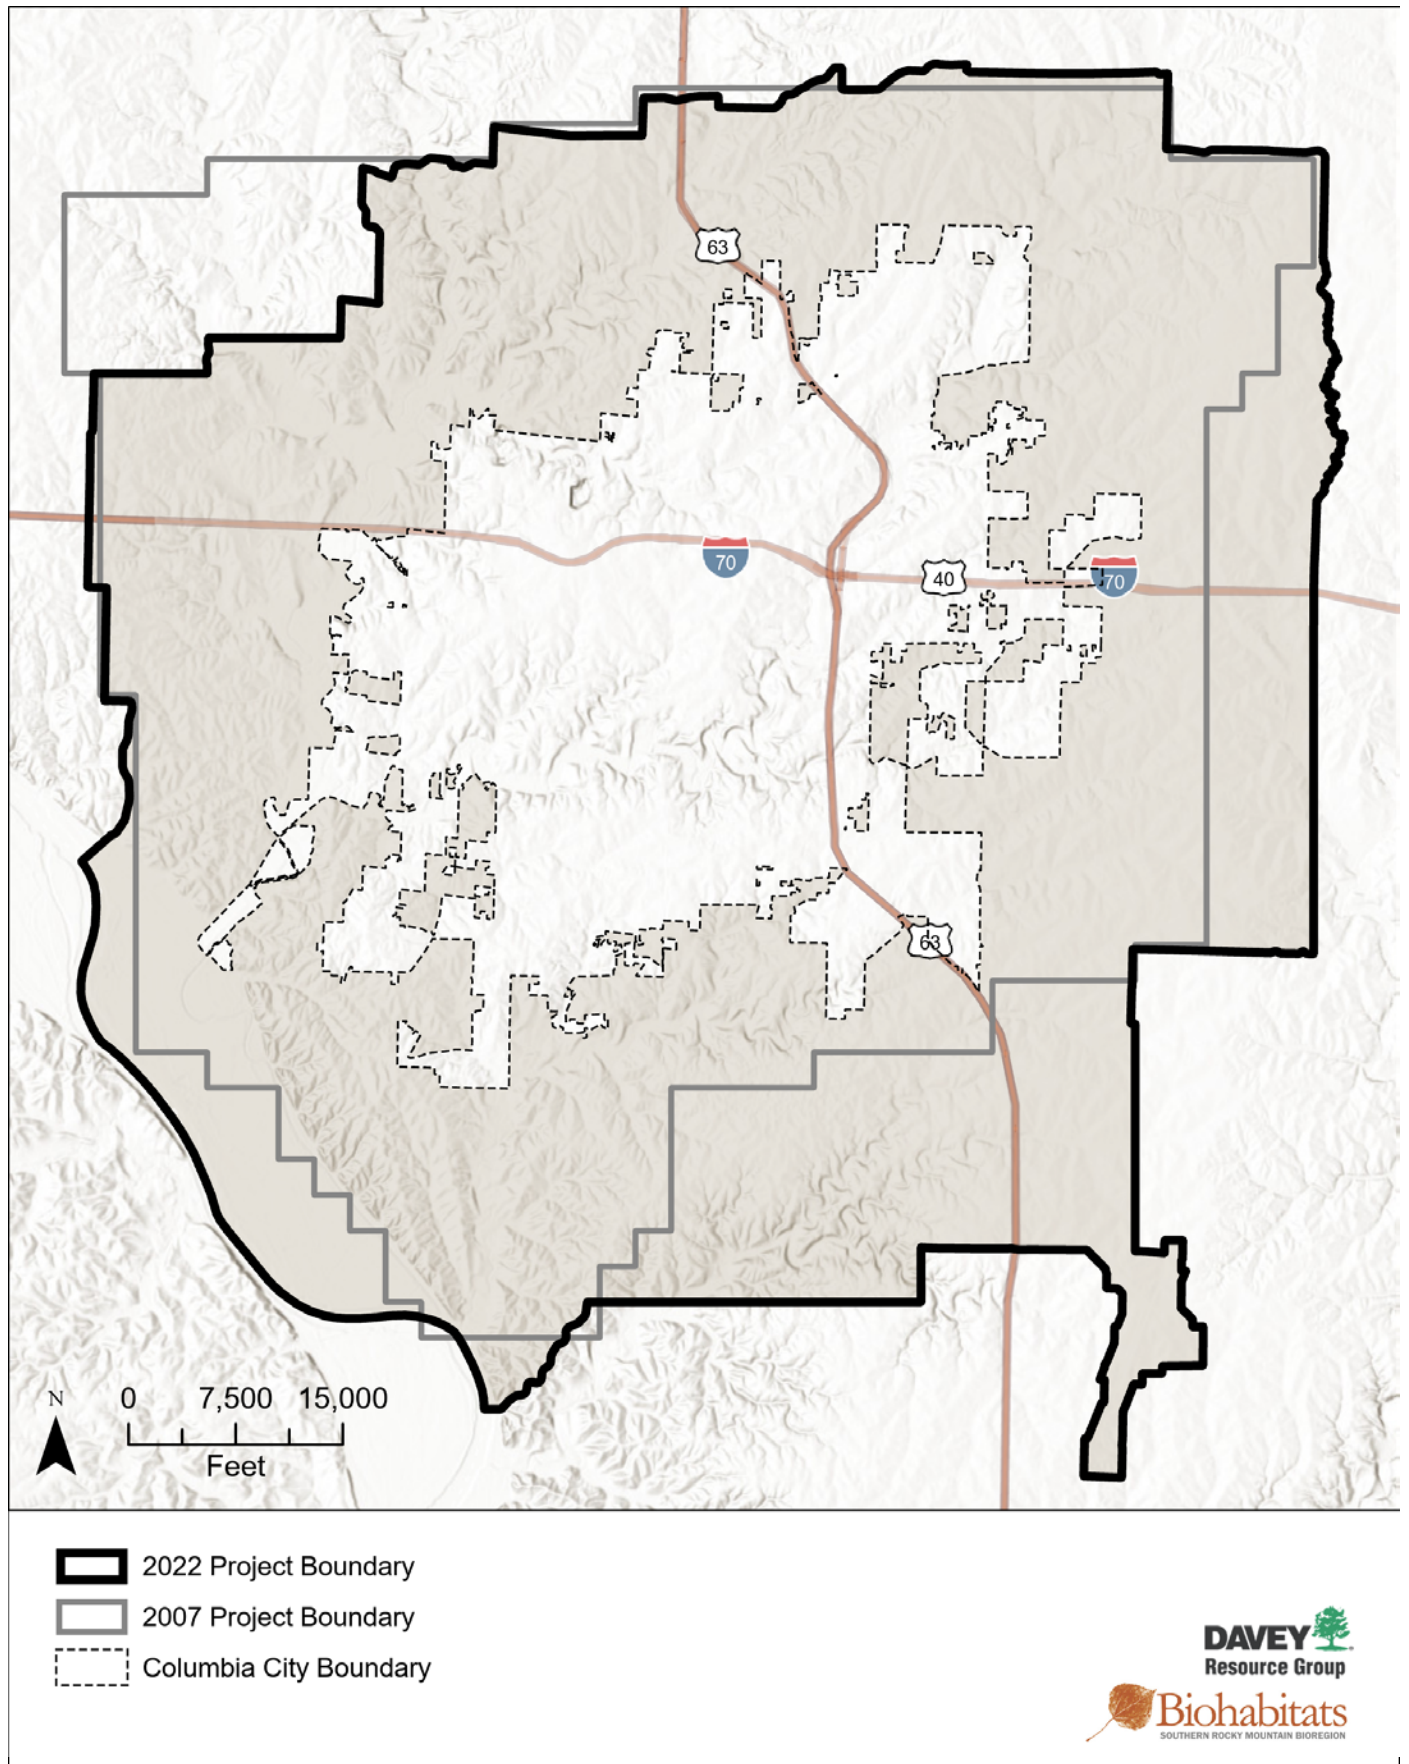 63
70
40
70
63
N
0 7,500 15,000
Feet
2022 Project Boundary
2007 Project Boundary
Columbia City Boundary
DAVEY
Resource Group
Biohabitats
SOUTHERN ROCKY MOUNTAIN BIOREGION